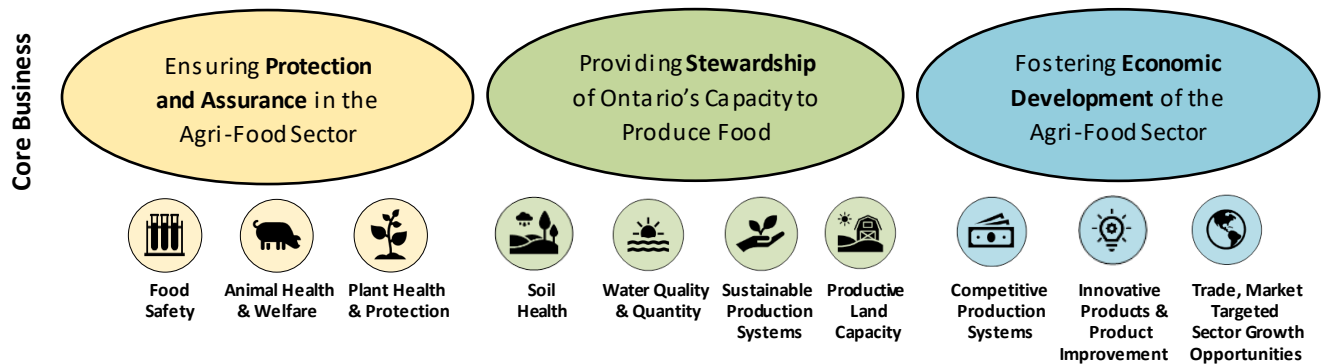 Core Business
Ensuring Protection
and Assurance in the
Agri-Food Sector
Providing Stewardship
of Ontario's Capacity to
Produce Food
Fostering Economic
Development of the
Agri-Food Sector
Food
Safety
Animal Health
& Welfare
Plant Health
& Protection
Soil
Health
Water Quality
& Quantity
Sustainable
Production
Systems
Productive
Land
Capacity
Competitive
Production
Systems
Innovative
Products &
Product
Improvement
Trade, Market
Targeted
Sector Growth
Opportunities